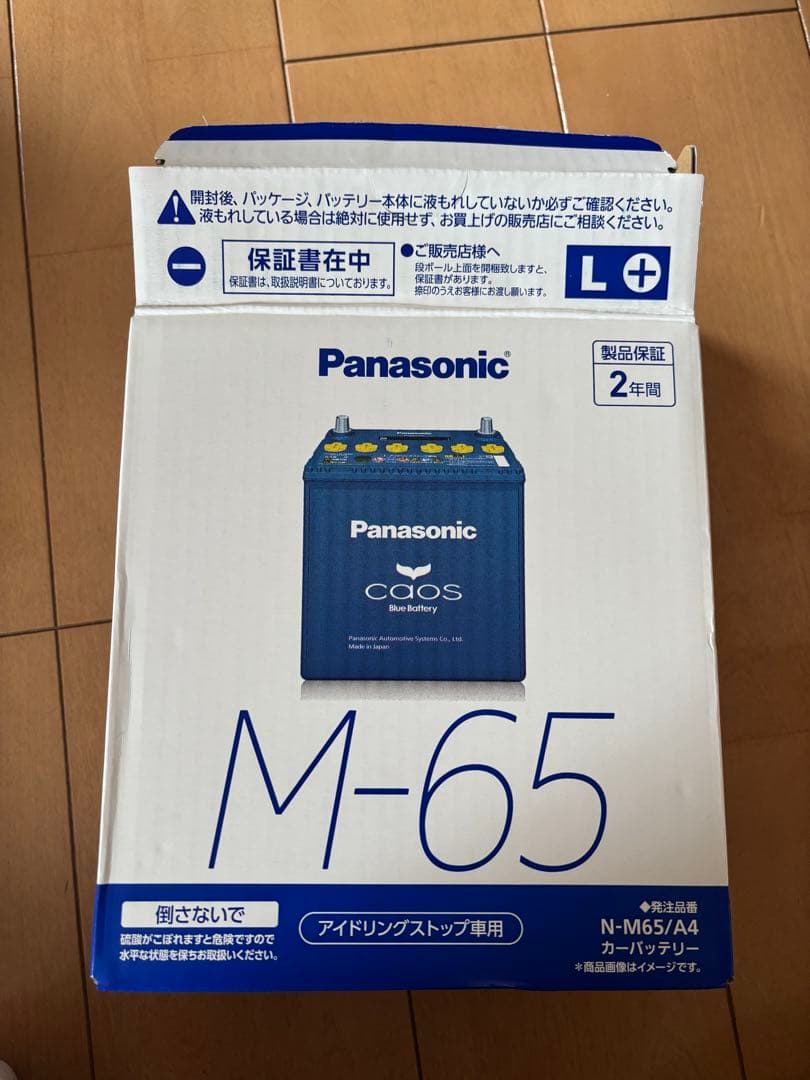 開封後、パッケージ、バッテリー本体に液もれしていないか必ずご確認ください。
液もれしている場合は絶対に使用せず、お買上げの販売店にご相談ください。
保証書在中
保証書は、取扱説明書についております。
●ご販売店様へ
段ボール上面を開梱致しますと、
保証書があります。
捺印のうえお客様にお渡し願います。
L
Panasonic®
製品保証
2年間
Panasonic
Panasonic
caos
Blue Battery
Panasonic Automotive Systems Co., Ltd.
Made in Japan
M-65
倒さないで
硫酸がこぼれますと危険ですので
水平な状態を保ちお取扱いください。
アイドリングストップ車用
◆発注品番
N-M65/A4
カーバッテリー
*商品画像はイメージです。